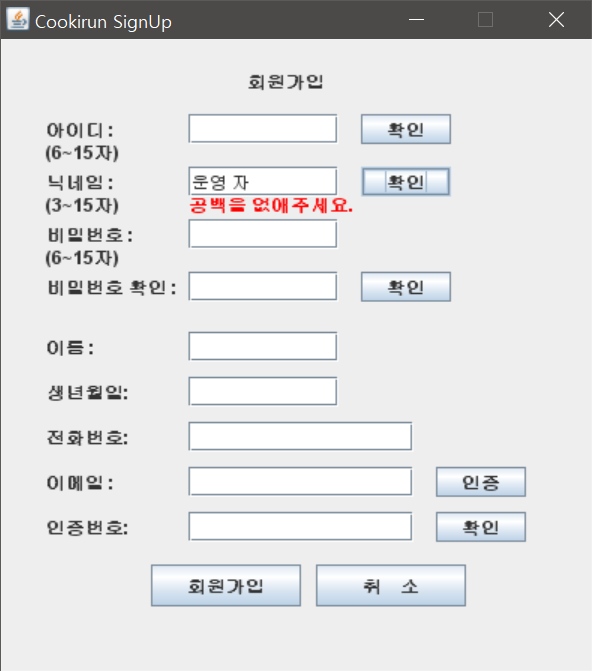 Cookirun SignUp
회원가입
아이디 : 확인
(6~15자)
닉네임 : 운영 자 확인
(3~15자) 공백을 없애주세요.
비밀번호 :
(6~15자)
비밀번호 확인 : 확인
이름 :
생년월일:
전화번호:
이메일 : 인증
인증번호: 확인
회원가입 취 소